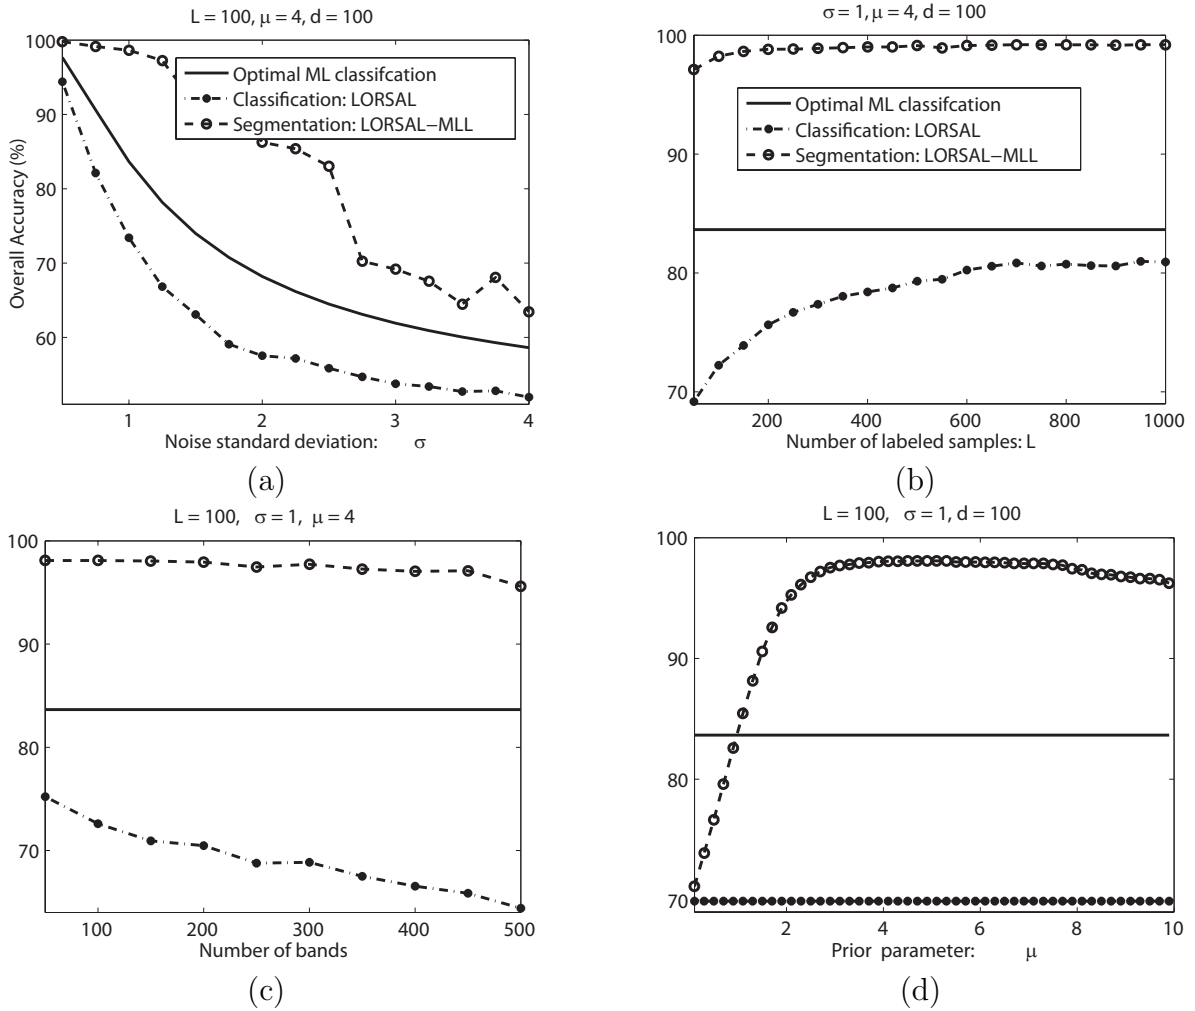 L = 100, μ = 4, d = 100
100
90
80
70
60
Overall Accuracy (%)
Optimal ML classifcation
Classification: LORSAL
Segmentation: LORSAL–MLL
1 2 3 4
Noise standard deviation: σ
(a)
σ = 1, μ = 4, d = 100
100
90
80
70
Optimal ML classifcation
Classification: LORSAL
Segmentation: LORSAL–MLL
200 400 600 800 1000
Number of labeled samples: L
(b)
L = 100, σ = 1, μ = 4
100
90
80
70
100 200 300 400 500
Number of bands
(c)
L = 100, σ = 1, d = 100
100
90
80
70
2 4 6 8 10
Prior parameter: μ
(d)